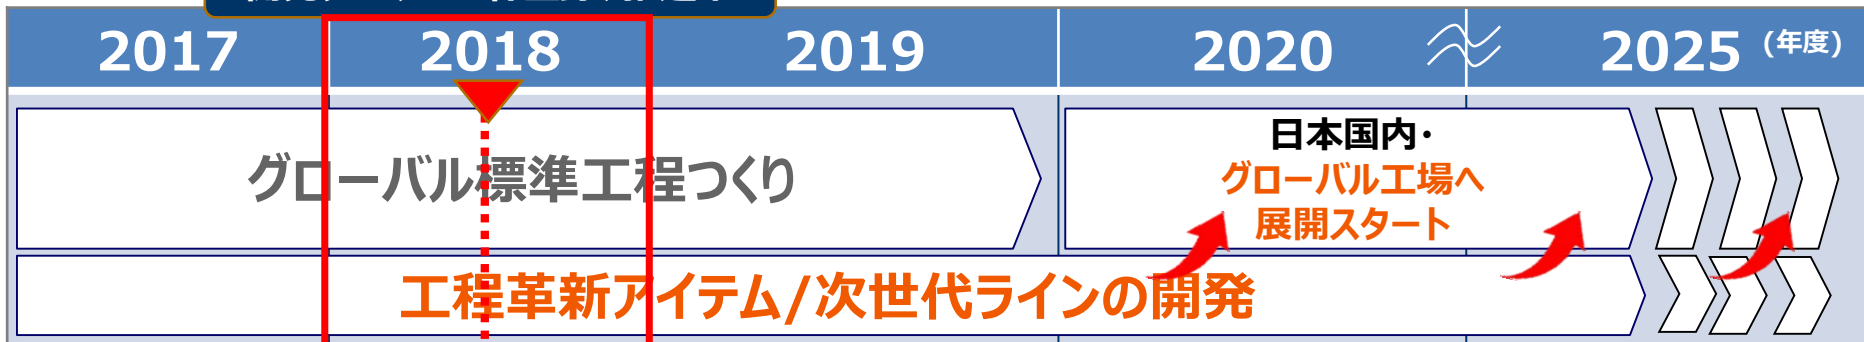 2017 2018 2019 2020 2025 (年度)
グローバル標準工程つくり
日本国内・
グローバル工場へ
展開スタート
工程革新アイテム/次世代ラインの開発